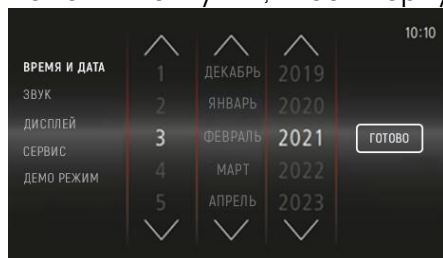 10:10
ВРЕМЯ И ДАТА
ЗВУК
ДИСПЛЕЙ
СЕРВИС
ДЕМО РЕЖИМ
1 ДЕКАБРЬ 2019
2 ЯНВАРЬ 2020
3 ФЕВРАЛЬ 2021
4 МАРТ 2022
5 АПРЕЛЬ 2023
ГОТОВО